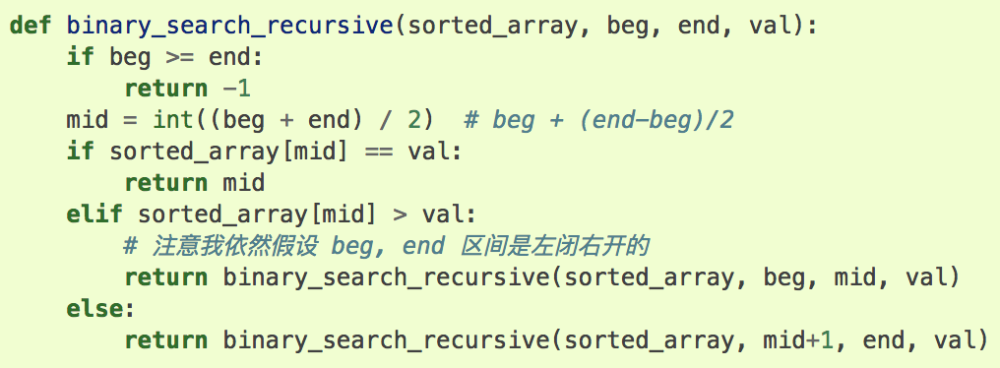 def binary_search_recursive(sorted_array, beg, end, val):
    if beg >= end:
        return -1
    mid = int((beg + end) / 2)  # beg + (end-beg)/2
    if sorted_array[mid] == val:
        return mid
    elif sorted_array[mid] > val:
        # 注意我依然假设 beg, end 区间是左闭右开的
        return binary_search_recursive(sorted_array, beg, mid, val)
    else:
        return binary_search_recursive(sorted_array, mid+1, end, val)